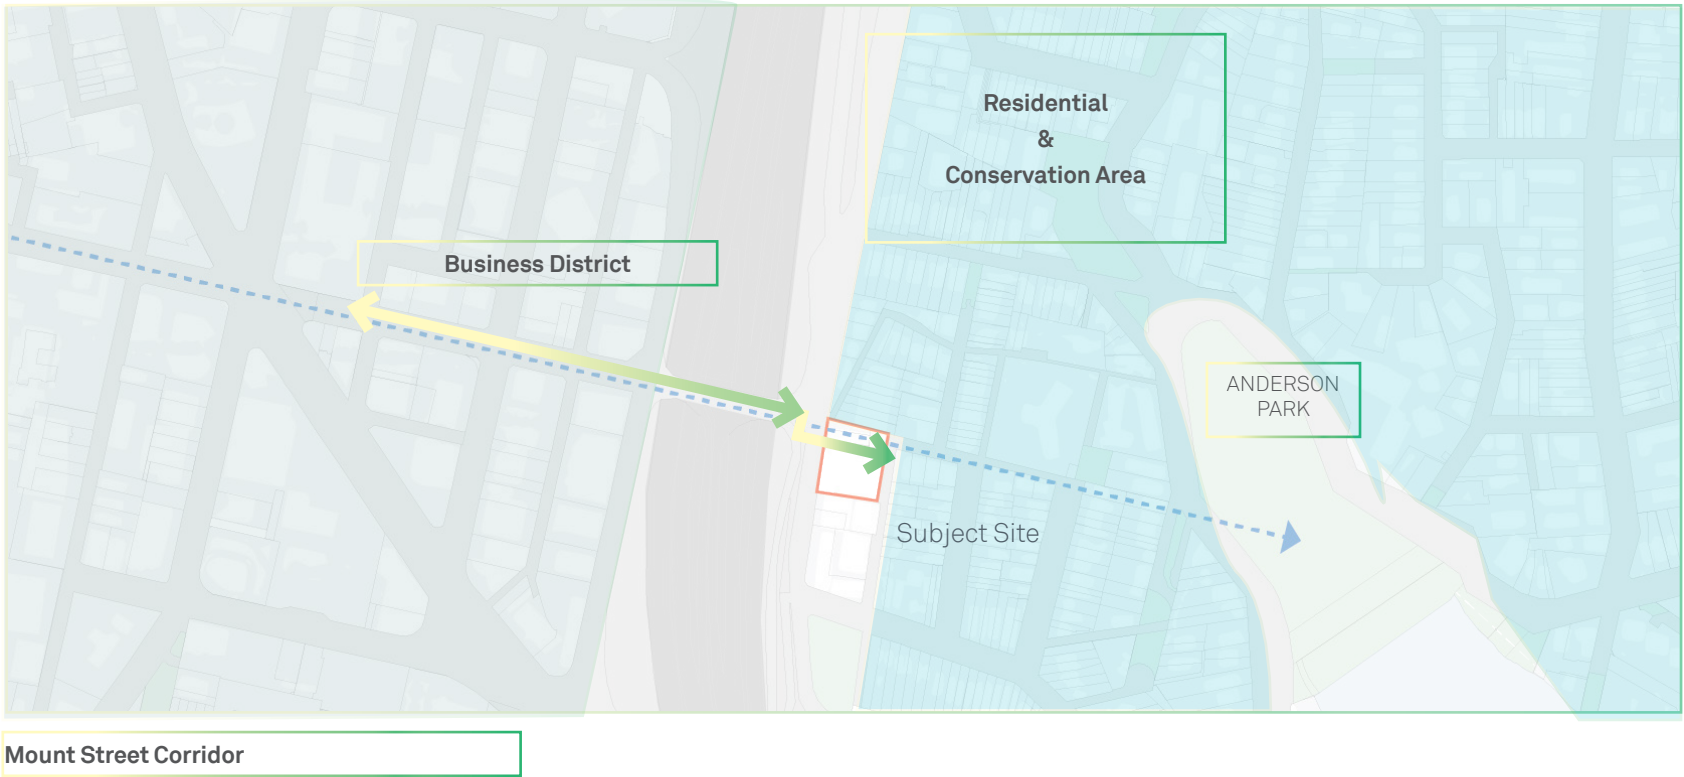 Residential
&
Conservation Area
Business District
ANDERSON
PARK
Subject Site
Mount Street Corridor